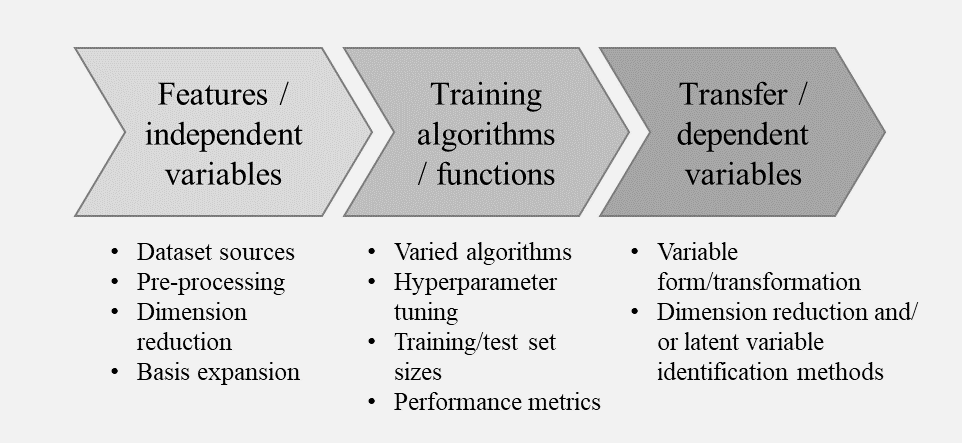 Features /
independent
variables
• Dataset sources
• Pre-processing
• Dimension
reduction
• Basis expansion
Training
algorithms
/ functions
• Varied algorithms
• Hyperparameter
tuning
• Training/test set
sizes
• Performance metrics
Transfer /
dependent
variables
• Variable
form/transformation
• Dimension reduction and/
or latent variable
identification methods